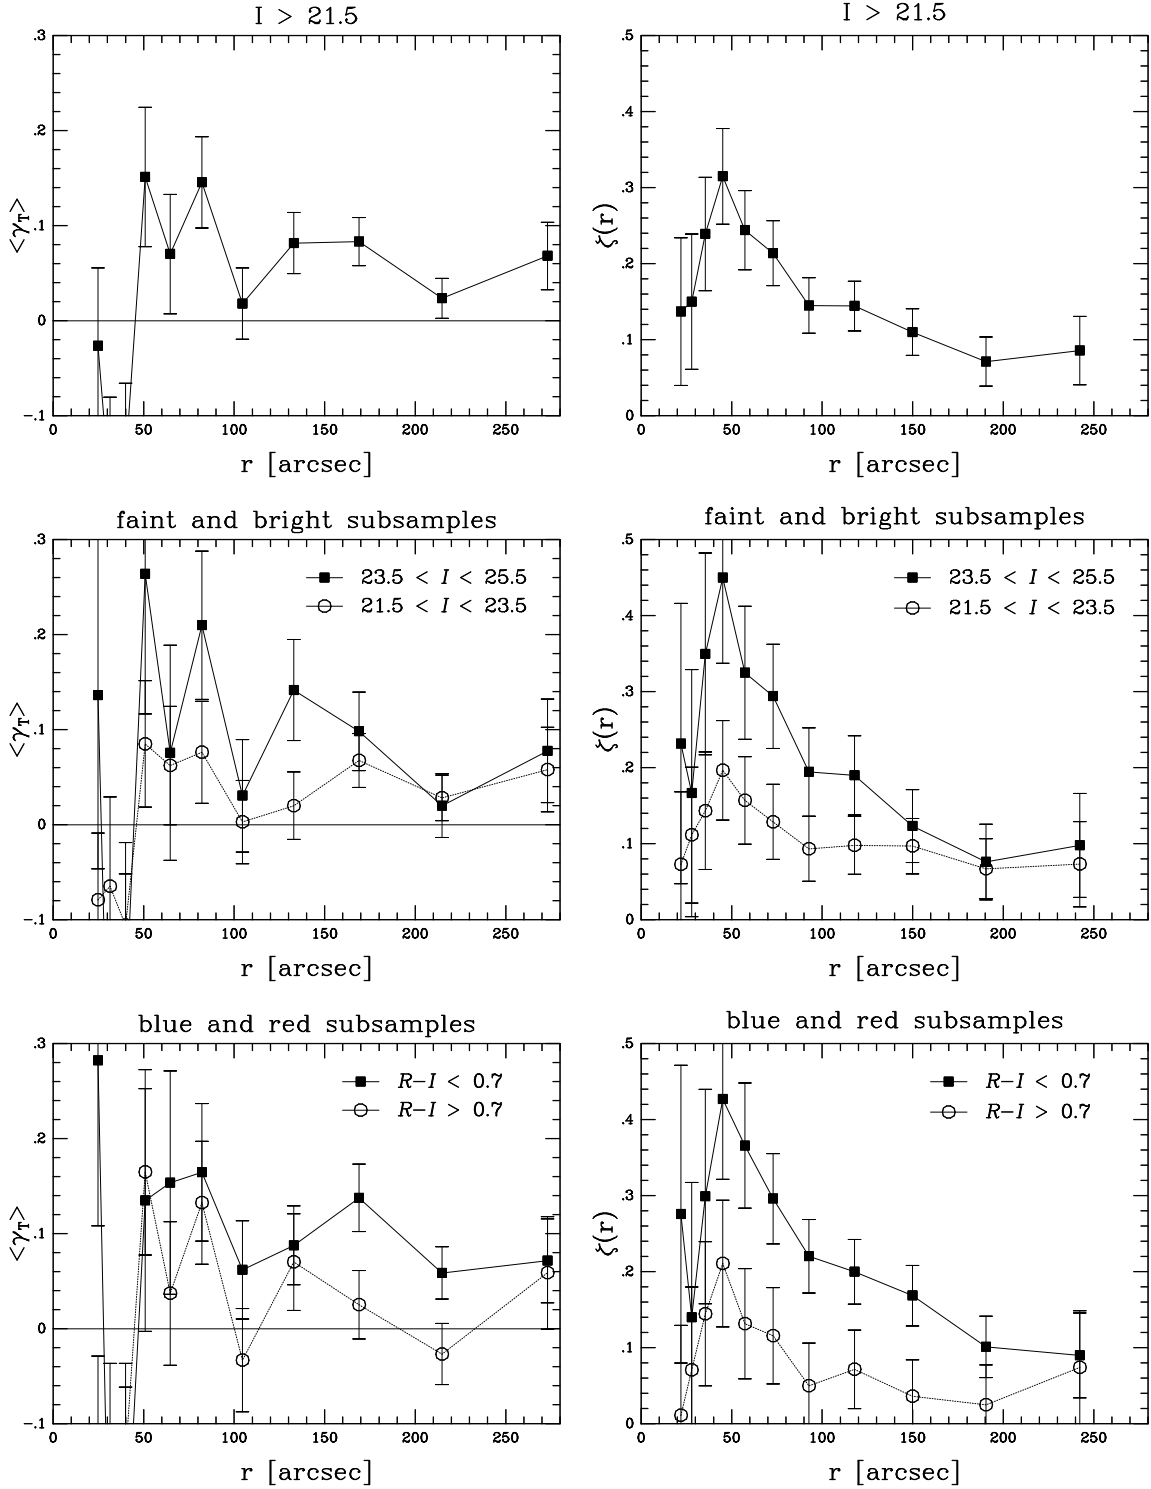 I > 21.5
.3
.2
.1
0
−.1
<γT>
0 50 100 150 200 250
r [arcsec]
I > 21.5
.5
.4
.3
.2
.1
0
ζ(r)
0 50 100 150 200 250
r [arcsec]
faint and bright subsamples
23.5 < I < 25.5
21.5 < I < 23.5
.3
.2
.1
0
−.1
<γT>
0 50 100 150 200 250
r [arcsec]
faint and bright subsamples
23.5 < I < 25.5
21.5 < I < 23.5
.5
.4
.3
.2
.1
0
ζ(r)
0 50 100 150 200 250
r [arcsec]
blue and red subsamples
R−I < 0.7
R−I > 0.7
.3
.2
.1
0
−.1
<γT>
0 50 100 150 200 250
r [arcsec]
blue and red subsamples
R−I < 0.7
R−I > 0.7
.5
.4
.3
.2
.1
0
ζ(r)
0 50 100 150 200 250
r [arcsec]